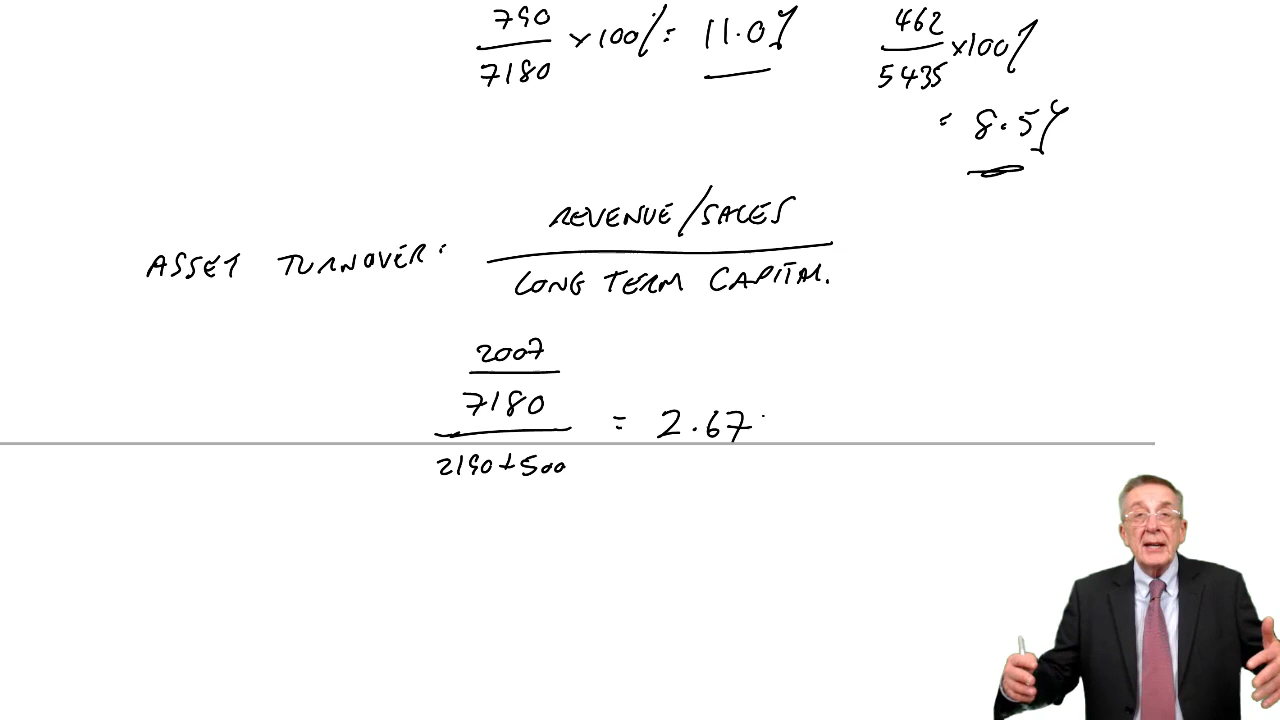 790
7180 ×100% = 11.0%
462
5435 ×100%
= 8.5%
REVENUE/SALES
ASSET TURNOVER:
LONG TERM CAPITAL.
2007
7180
2190+500
= 2.67